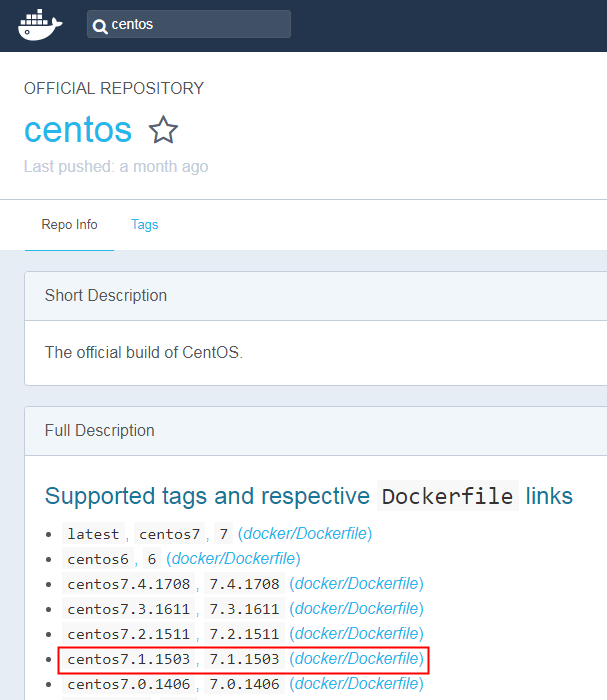 centos
OFFICIAL REPOSITORY
centos
Last pushed: a month ago
Repo Info Tags
Short Description
The official build of CentOS.
Full Description
Supported tags and respective Dockerfile links
latest, centos7, 7 (docker/Dockerfile)
centos6, 6 (docker/Dockerfile)
centos7.4.1708, 7.4.1708 (docker/Dockerfile)
centos7.3.1611, 7.3.1611 (docker/Dockerfile)
centos7.2.1511, 7.2.1511 (docker/Dockerfile)
centos7.1.1503, 7.1.1503 (docker/Dockerfile)
centos7.0.1406, 7.0.1406 (docker/Dockerfile)